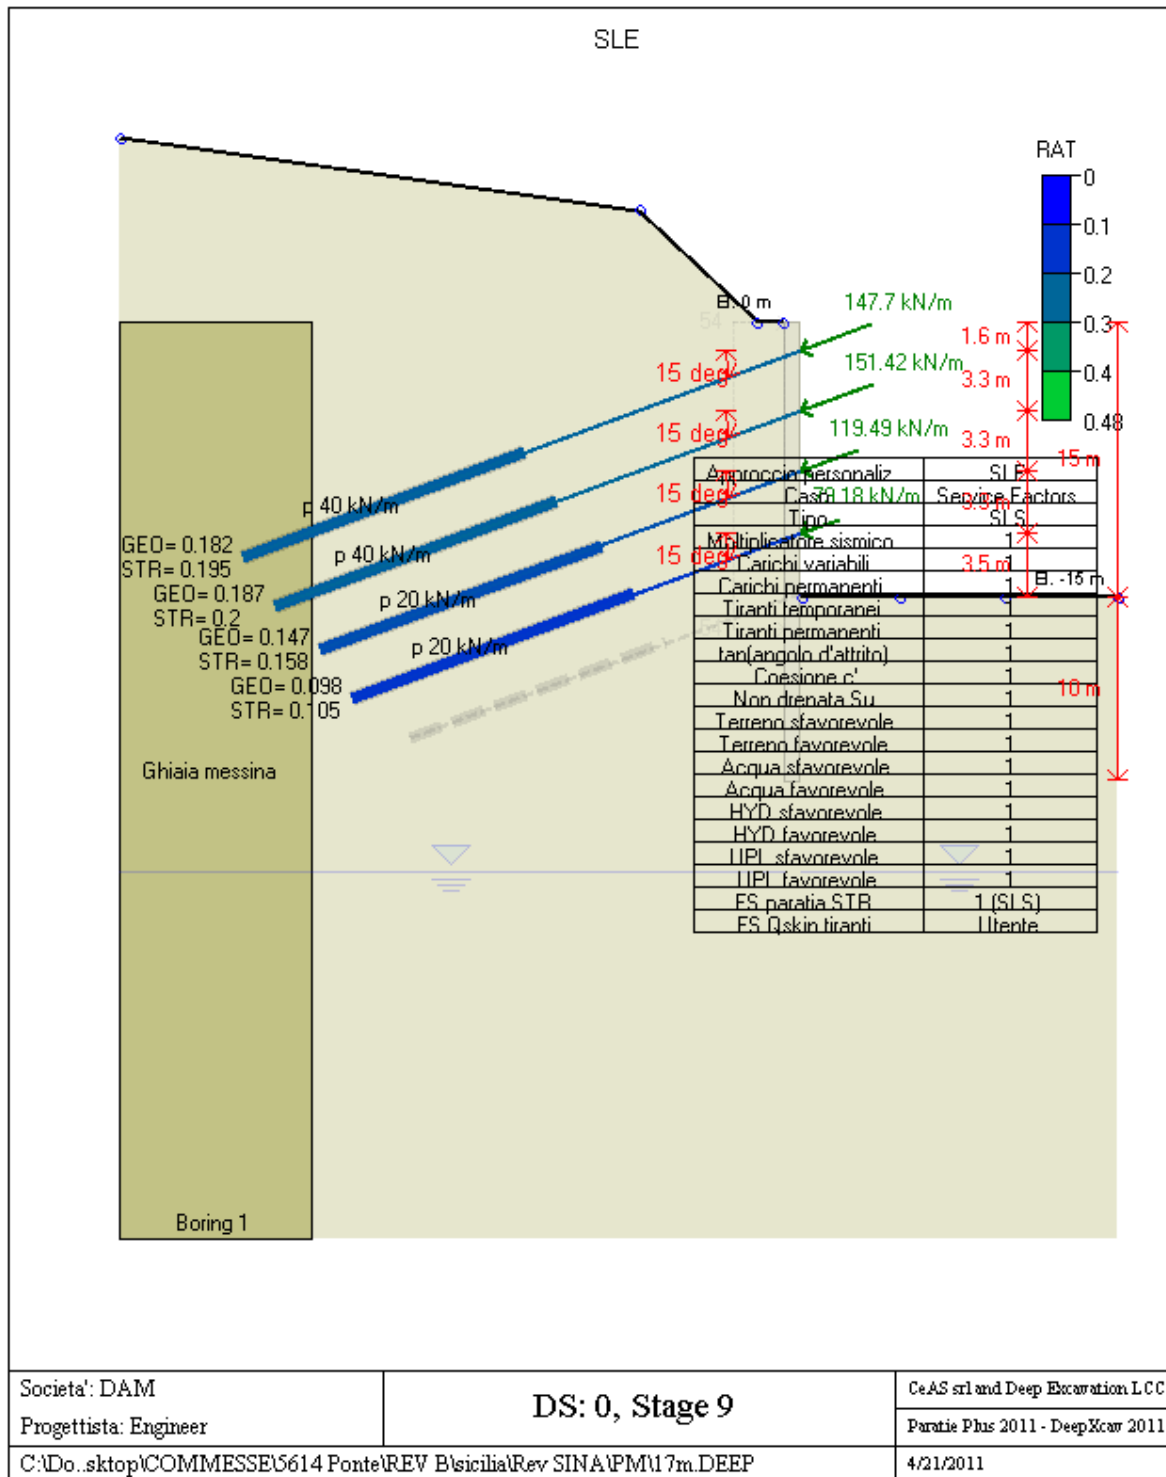 SLE
RAT
0
0.1
0.2
0.3
0.4
0.48
El. 0 m
54
147.7 kN/m
151.42 kN/m
119.49 kN/m
79.18 kN/m
1.6 m
3.3 m
3.3 m
3.3 m
3.5 m
15 m
10 m
15 deg
15 deg
15 deg
15 deg
El. -15 m
p 40 kN/m
p 40 kN/m
p 20 kN/m
p 20 kN/m
GEO= 0.182
STR= 0.195
GEO= 0.187
STR= 0.2
GEO= 0.147
STR= 0.158
GEO= 0.098
STR= 0.105
Ghiaia messina
Boring 1
Approccio personaliz SLE
Caso Service Factors
Tipo SLS
Moltiplicatore sismico 1
Carichi variabili 1
Carichi permanenti 1
Tiranti temporanei 1
Tiranti permanenti 1
tan(angolo d'attrito) 1
Coesione c' 1
Non drenata Su 1
Terreno sfavorevole 1
Terreno favorevole 1
Acqua sfavorevole 1
Acqua favorevole 1
HYD sfavorevole 1
HYD favorevole 1
UPL sfavorevole 1
UPL favorevole 1
FS paratia STR 1 (SLS)
FS Qskin tiranti Utente
Societa': DAM
Progettista: Engineer
DS: 0, Stage 9
CeAS srl and Deep Excavation LCC
Paratie Plus 2011 - DeepXcav 2011
C:\Do..sktop\COMMESSE\5614 Ponte\REV B\sicilia\Rev SINA\PM\17m.DEEP
4/21/2011